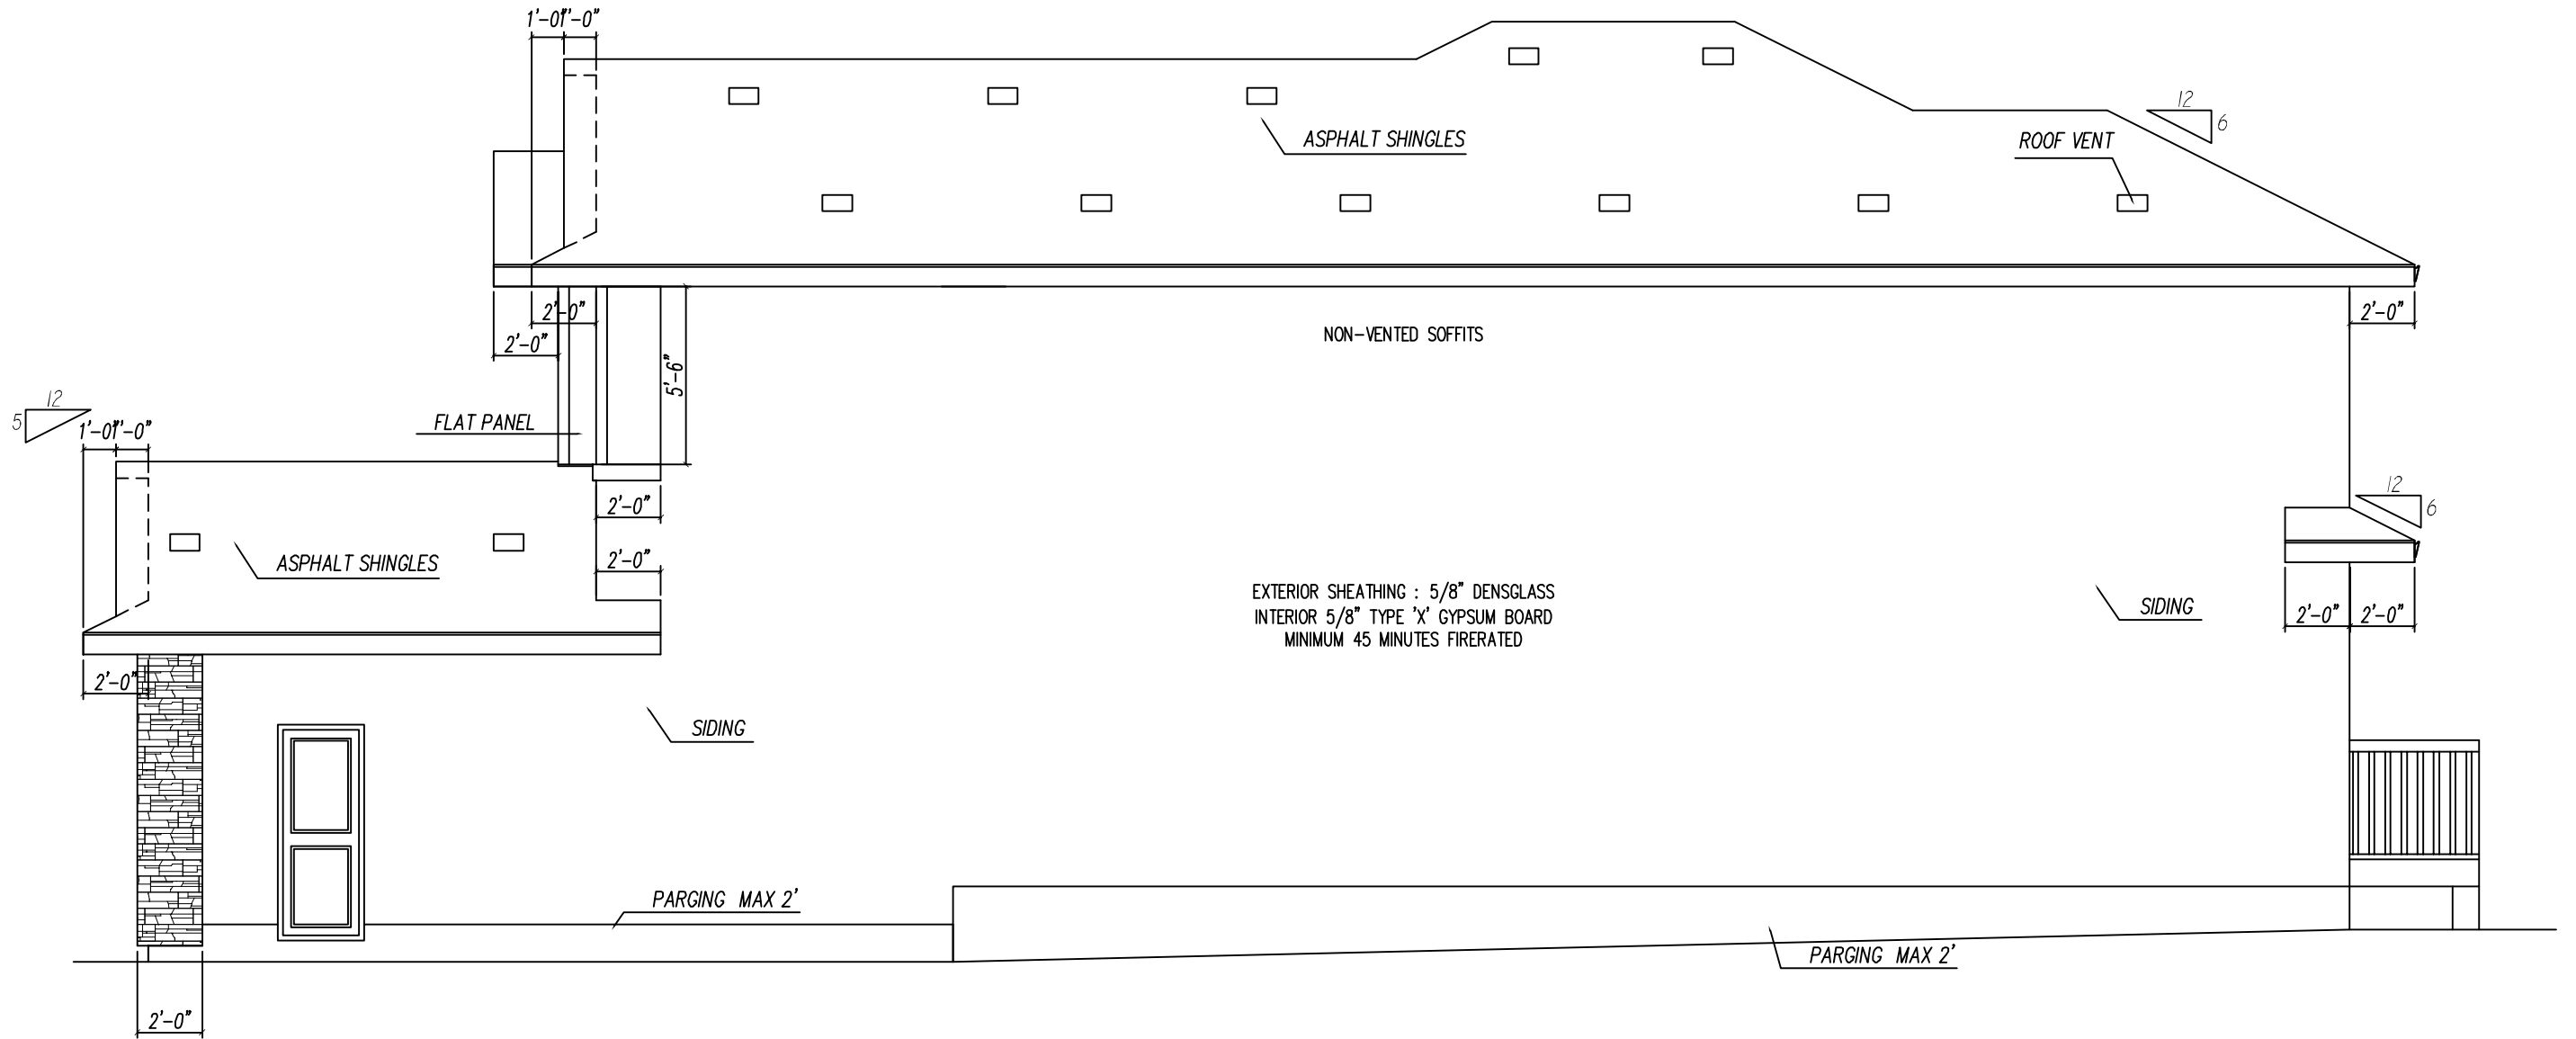 1'-0"
1'-0"
12
6
ASPHALT SHINGLES
ROOF VENT
2'-0"
2'-0"
2'-0"
NON-VENTED SOFFITS
5'-6"
12
5
FLAT PANEL
1'-0"
1'-0"
12
6
2'-0"
2'-0"
ASPHALT SHINGLES
EXTERIOR SHEATHING : 5/8" DENSGLASS
INTERIOR 5/8" TYPE 'X' GYPSUM BOARD
MINIMUM 45 MINUTES FIRERATED
SIDING
2'-0"
2'-0"
2'-0"
SIDING
PARGING MAX 2'
PARGING MAX 2'
2'-0"